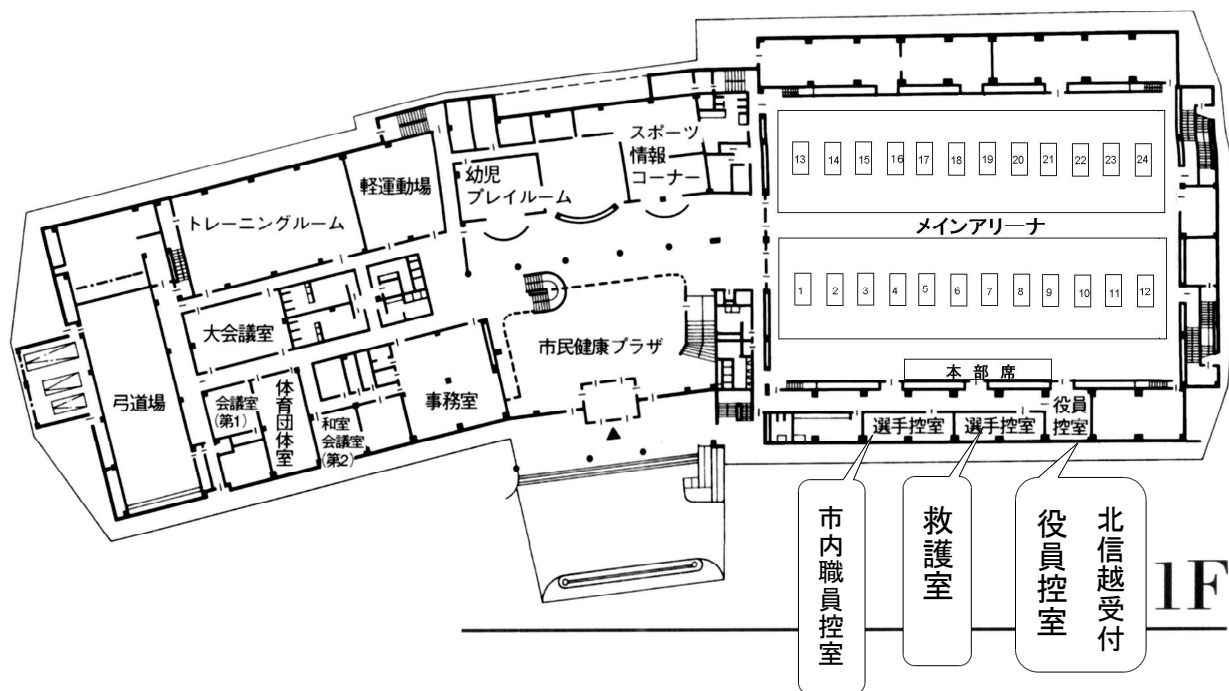 スポーツ
情報
コーナー
幼児
プレイルーム
軽運動場
トレーニングルーム
大会議室
弓道場
会議室
(第1)
体育団体室
和室
会議室
(第2)
事務室
市民健康プラザ
13 14 15 16 17 18 19 20 21 22 23 24
メインアリーナ
1 2 3 4 5 6 7 8 9 10 11 12
本部席
選手控室
選手控室
役員
控室
市内職員控室
救護室
北信越受付
役員控室
1F